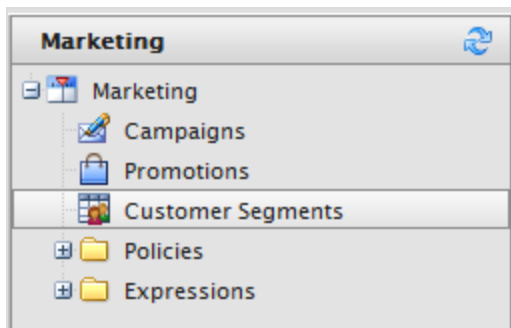 Marketing
Marketing
Campaigns
Promotions
Customer Segments
Policies
Expressions